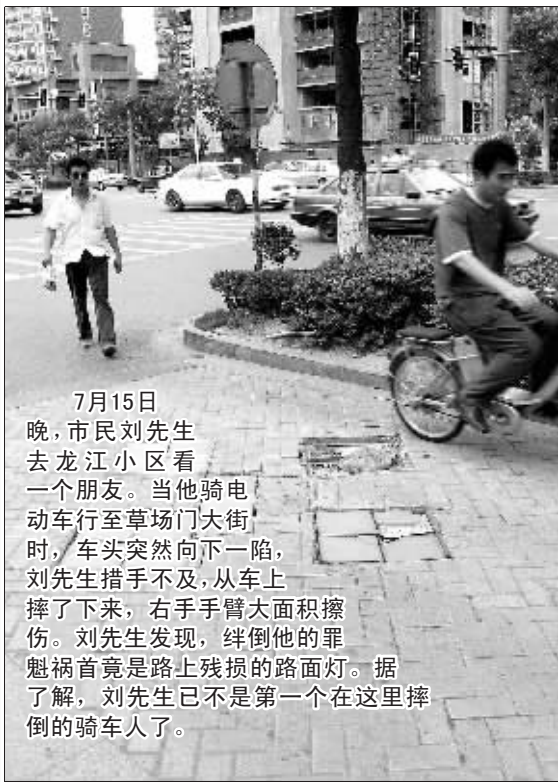 7月15日
晚，市民刘先生
去龙江小区看
一个朋友。当他骑电
动车行至草场门大街
时，车头突然向下一陷，
刘先生措手不及，从车上
摔了下来，右手手臂大面积擦
伤。刘先生发现，绊倒他的罪
魁祸首竟是路上残损的路面灯。据
了解，刘先生已不是第一个在这里摔
倒的骑车人了。